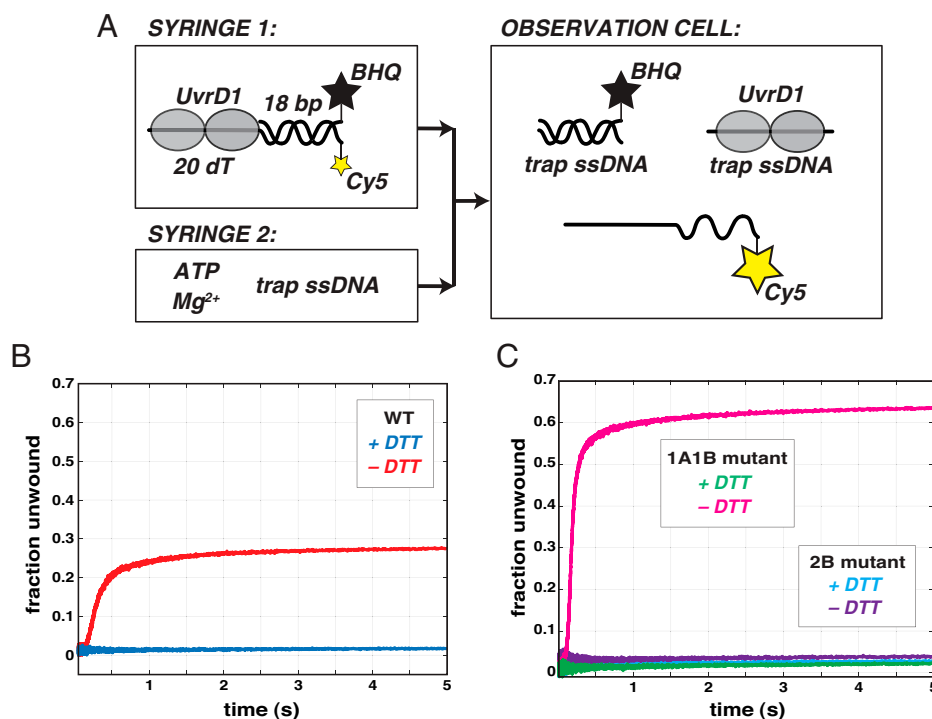 A
SYRINGE 1:
UvrD1
18 bp
BHQ
20 dT
Cy5
SYRINGE 2:
ATP
Mg2+
trap ssDNA
OBSERVATION CELL:
BHQ
trap ssDNA
UvrD1
trap ssDNA
Cy5
B
fraction unwound
0.7
0.6
0.5
0.4
0.3
0.2
0.1
0
WT
+ DTT
– DTT
1
2
3
4
5
time (s)
C
fraction unwound
0.7
0.6
0.5
0.4
0.3
0.2
0.1
0
1A1B mutant
+ DTT
– DTT
2B mutant
+ DTT
– DTT
1
2
3
4
5
time (s)